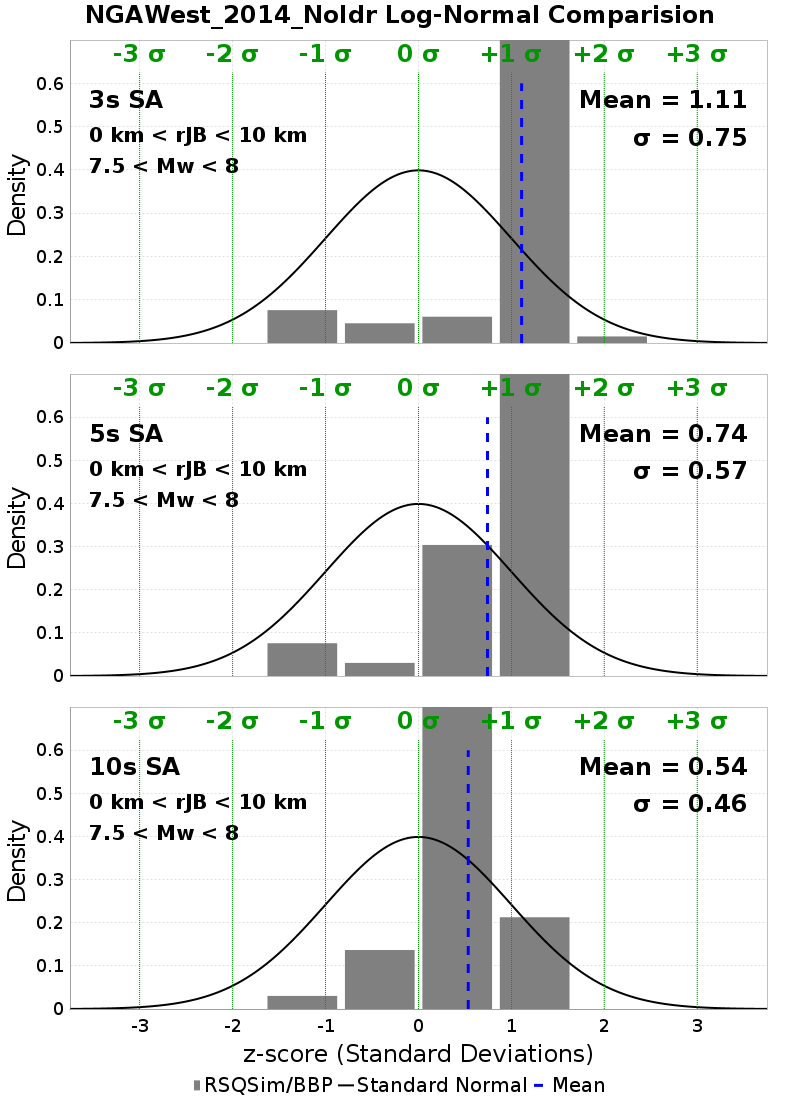 NGAWest_2014_NoIdr Log-Normal Comparision
-3 σ -2 σ -1 σ 0 σ +1 σ +2 σ +3 σ
3s SA
0 km < rJB < 10 km
7.5 < Mw < 8
Mean = 1.11
σ = 0.75
Density
0.6
0.5
0.4
0.3
0.2
0.1
0
-3 σ -2 σ -1 σ 0 σ +1 σ +2 σ +3 σ
5s SA
0 km < rJB < 10 km
7.5 < Mw < 8
Mean = 0.74
σ = 0.57
Density
0.6
0.5
0.4
0.3
0.2
0.1
0
-3 σ -2 σ -1 σ 0 σ +1 σ +2 σ +3 σ
10s SA
0 km < rJB < 10 km
7.5 < Mw < 8
Mean = 0.54
σ = 0.46
Density
0.6
0.5
0.4
0.3
0.2
0.1
0
-3 -2 -1 0 1 2 3
z-score (Standard Deviations)
RSQSim/BBP Standard Normal Mean